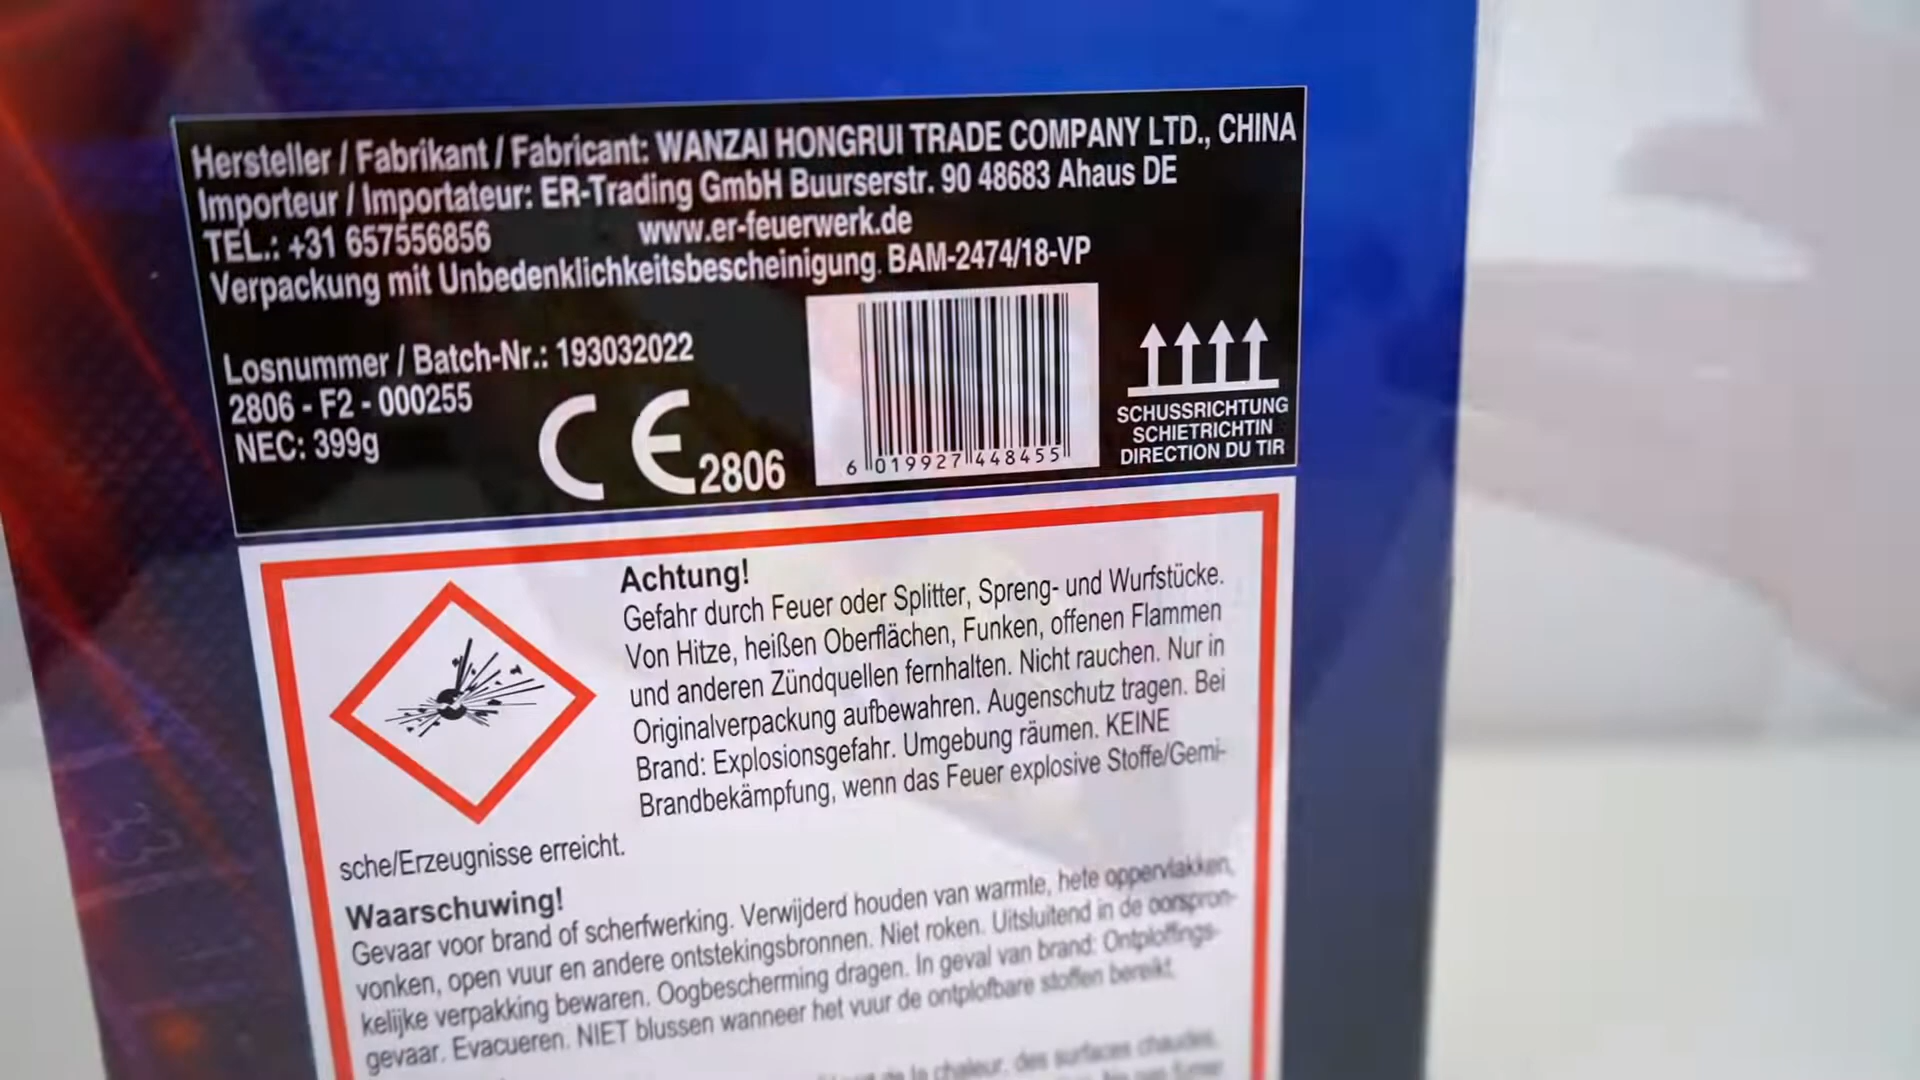 Hersteller / Fabrikant / Fabricant: WANZAI HONGRUI TRADE COMPANY LTD., CHINA
Importeur / Importateur: ER-Trading GmbH Buurserstr. 90 48683 Ahaus DE
TEL.: +31 657556856 www.er-feuerwerk.de
Verpackung mit Unbedenklichkeitsbescheinigung. BAM-2474/18-VP
Losnummer / Batch-Nr.: 193032022
2806 - F2 - 000255
NEC: 399g
CE 2806
6 019927 448455
SCHUSSRICHTUNG
SCHIETRICHTIN
DIRECTION DU TIR
Achtung!
Gefahr durch Feuer oder Splitter, Spreng- und Wurfstücke.
Von Hitze, heißen Oberflächen, Funken, offenen Flammen
und anderen Zündquellen fernhalten. Nicht rauchen. Nur in
Originalverpackung aufbewahren. Augenschutz tragen. Bei
Brand: Explosionsgefahr. Umgebung räumen. KEINE
Brandbekämpfung, wenn das Feuer explosive Stoffe/Gemi-
sche/Erzeugnisse erreicht.
Waarschuwing!
Gevaar voor brand of scherfwerking. Verwijderd houden van warmte, hete oppervlakken,
vonken, open vuur en andere ontstekingsbronnen. Niet roken. Uitsluitend in de oorspron-
kelijke verpakking bewaren. Oogbescherming dragen. In geval van brand: Ontploffings-
gevaar. Evacueren. NIET blussen wanneer het vuur de ontplofbare stoffen bereikt.
de la chaleur, des surfaces chaudes,